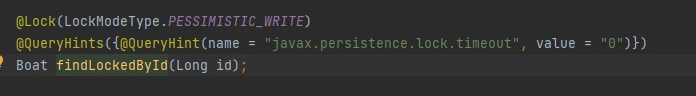 @Lock(LockModeType.PESSIMISTIC_WRITE)
@QueryHints({@QueryHint(name = "javax.persistence.lock.timeout", value = "0")})
Boat findLockedById(Long id);